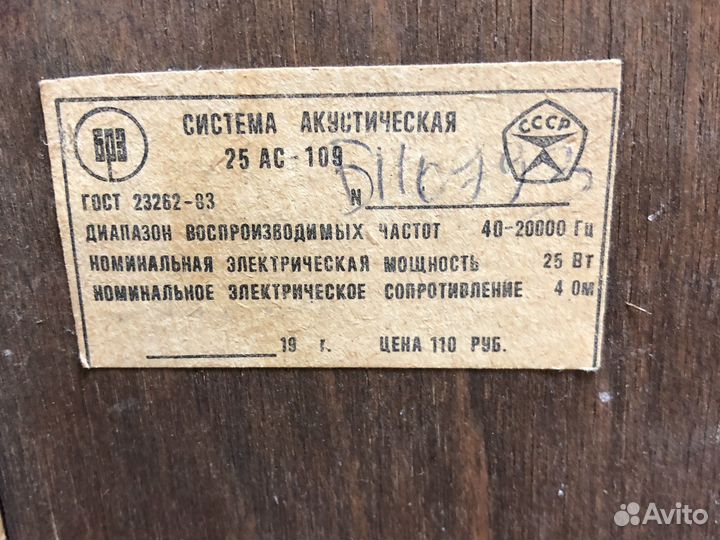 БРЗ
СИСТЕМА АКУСТИЧЕСКАЯ
СССР
25 АС-109
ГОСТ 23262-83 N
ДИАПАЗОН ВОСПРОИЗВОДИМЫХ ЧАСТОТ 40-20000 Гц
НОМИНАЛЬНАЯ ЭЛЕКТРИЧЕСКАЯ МОЩНОСТЬ 25 Вт
НОМИНАЛЬНОЕ ЭЛЕКТРИЧЕСКОЕ СОПРОТИВЛЕНИЕ 4 Ом
19 г. ЦЕНА 110 РУБ.
Avito